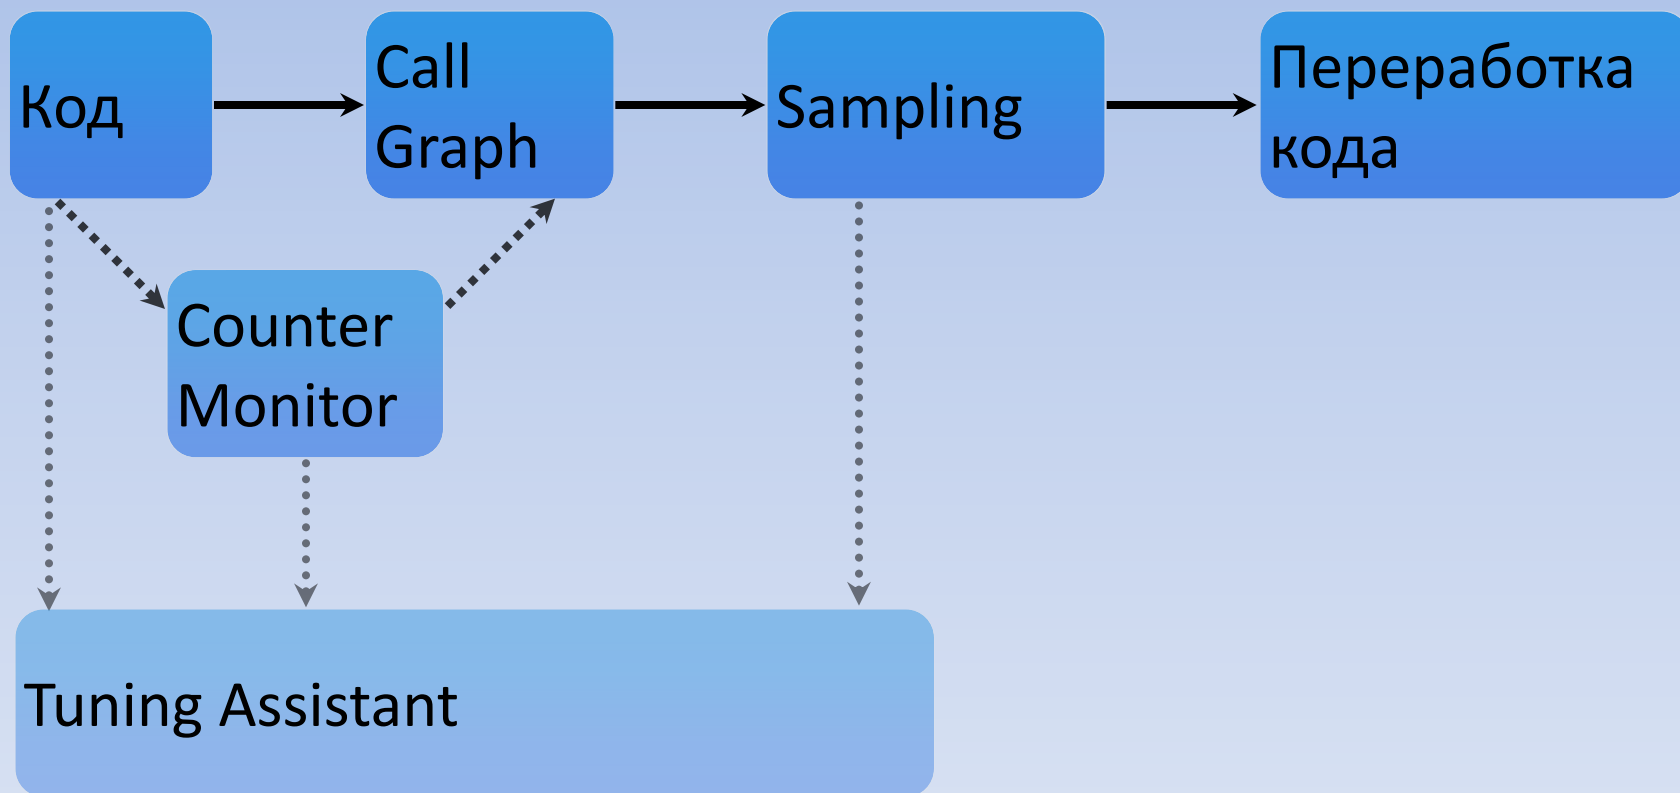 Код
Call
Graph
Sampling
Переработка
кода
Counter
Monitor
Tuning Assistant